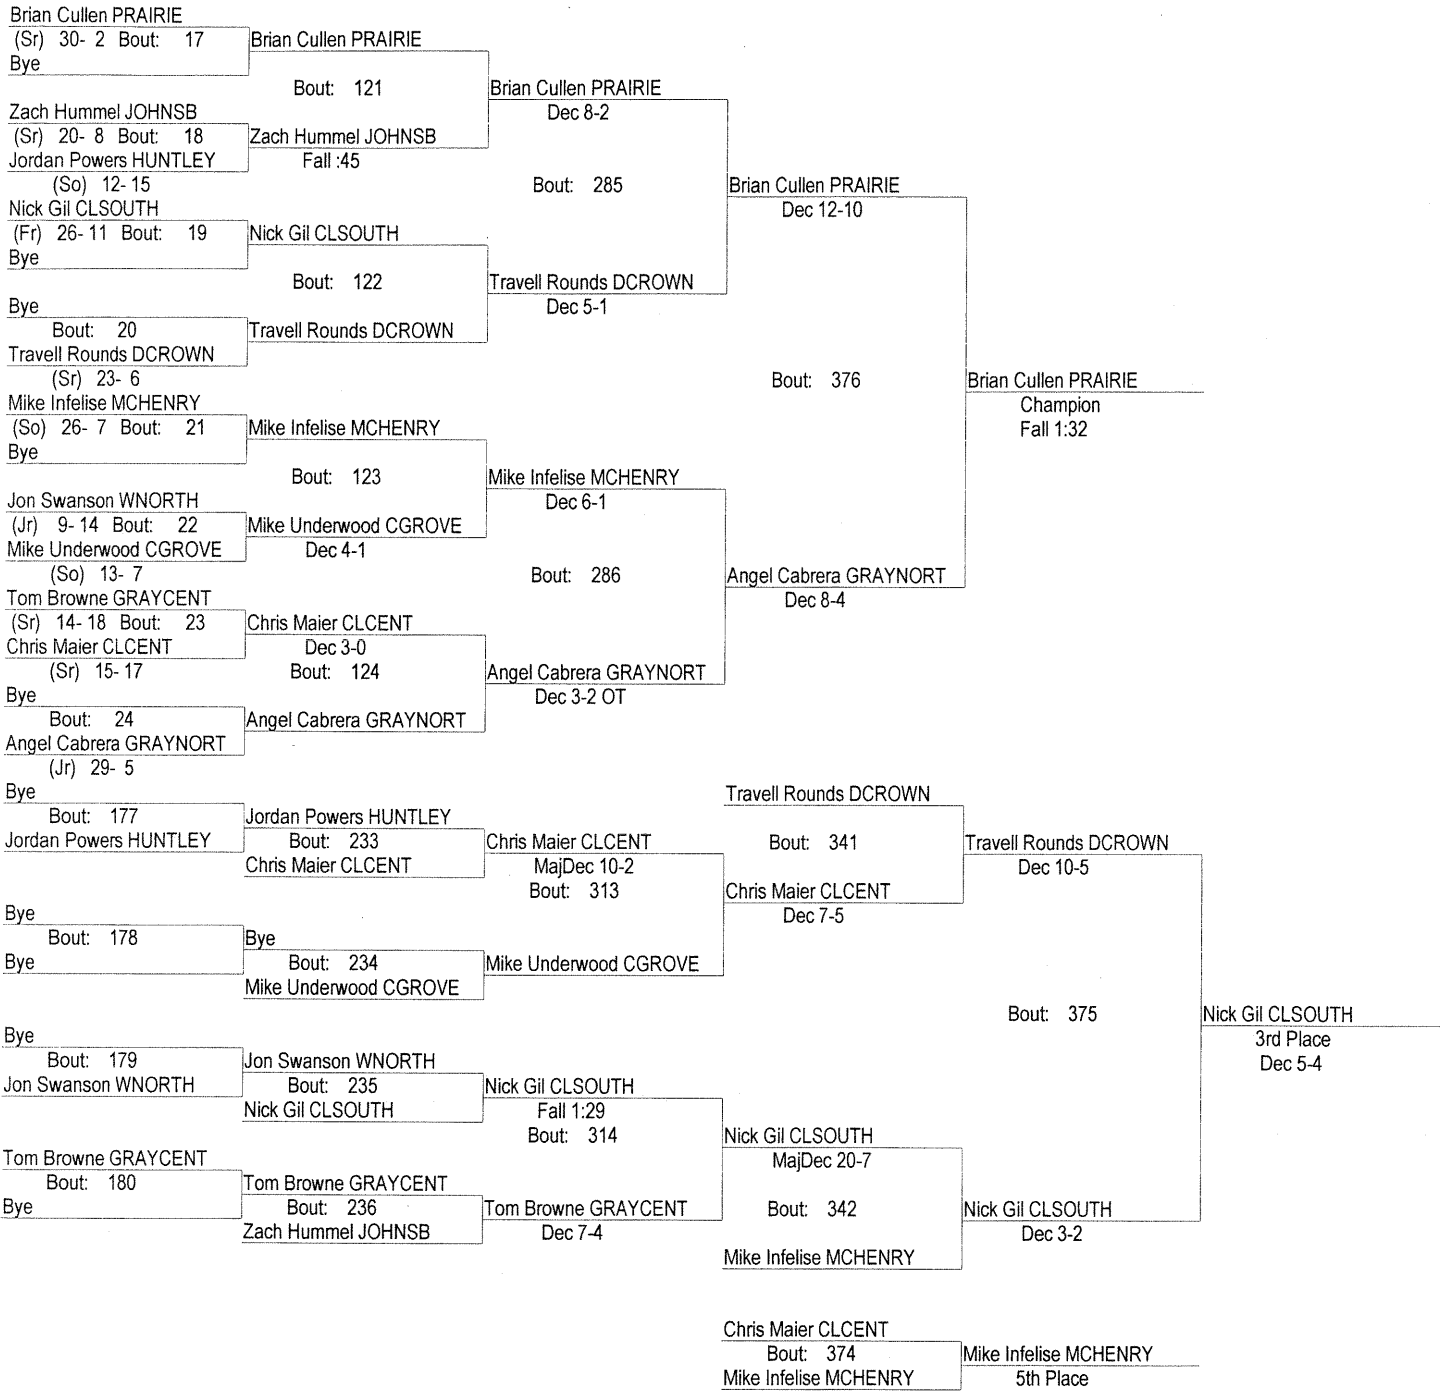 Brian Cullen PRAIRIE
(Sr) 30- 2 Bout: 17
Bye
Brian Cullen PRAIRIE
Bout: 121
Zach Hummel JOHNSB
(Sr) 20- 8 Bout: 18
Jordan Powers HUNTLEY
(So) 12- 15
Zach Hummel JOHNSB
Fall :45
Brian Cullen PRAIRIE
Dec 8-2
Bout: 285
Nick Gil CLSOUTH
(Fr) 26- 11 Bout: 19
Bye
Nick Gil CLSOUTH
Bout: 122
Bye
Bout: 20
Travell Rounds DCROWN
(Sr) 23- 6
Travell Rounds DCROWN
Travell Rounds DCROWN
Dec 5-1
Brian Cullen PRAIRIE
Dec 12-10
Bout: 376
Brian Cullen PRAIRIE
Champion
Fall 1:32
Mike Infelise MCHENRY
(So) 26- 7 Bout: 21
Bye
Mike Infelise MCHENRY
Bout: 123
Jon Swanson WNORTH
(Jr) 9- 14 Bout: 22
Mike Underwood CGROVE
(So) 13- 7
Mike Underwood CGROVE
Dec 4-1
Mike Infelise MCHENRY
Dec 6-1
Bout: 286
Tom Browne GRAYCENT
(Sr) 14- 18 Bout: 23
Chris Maier CLCENT
(Sr) 15- 17
Chris Maier CLCENT
Dec 3-0
Bout: 124
Bye
Bout: 24
Angel Cabrera GRAYNORT
(Jr) 29- 5
Angel Cabrera GRAYNORT
Angel Cabrera GRAYNORT
Dec 3-2 OT
Angel Cabrera GRAYNORT
Dec 8-4
Bye
Bout: 177
Jordan Powers HUNTLEY
Jordan Powers HUNTLEY
Bout: 233
Chris Maier CLCENT
Chris Maier CLCENT
MajDec 10-2
Bout: 313
Bye
Bout: 178
Bye
Bye
Bout: 234
Mike Underwood CGROVE
Mike Underwood CGROVE
Travell Rounds DCROWN
Bout: 341
Chris Maier CLCENT
Dec 7-5
Travell Rounds DCROWN
Dec 10-5
Bout: 375
Nick Gil CLSOUTH
3rd Place
Dec 5-4
Bye
Bout: 179
Jon Swanson WNORTH
Jon Swanson WNORTH
Bout: 235
Nick Gil CLSOUTH
Nick Gil CLSOUTH
Fall 1:29
Bout: 314
Tom Browne GRAYCENT
Bout: 180
Bye
Tom Browne GRAYCENT
Bout: 236
Zach Hummel JOHNSB
Tom Browne GRAYCENT
Dec 7-4
Nick Gil CLSOUTH
MajDec 20-7
Bout: 342
Mike Infelise MCHENRY
Nick Gil CLSOUTH
Dec 3-2
Chris Maier CLCENT
Bout: 374
Mike Infelise MCHENRY
Mike Infelise MCHENRY
5th Place